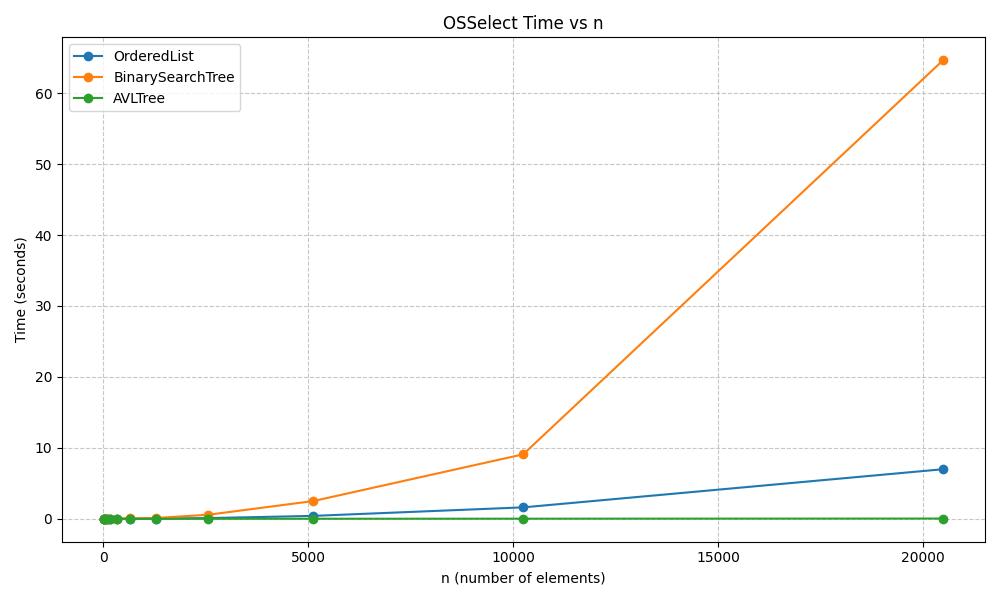 OSSelect Time vs n
OrderedList
BinarySearchTree
AVLTree
Time (seconds)
60
50
40
30
20
10
0
0 5000 10000 15000 20000
n (number of elements)